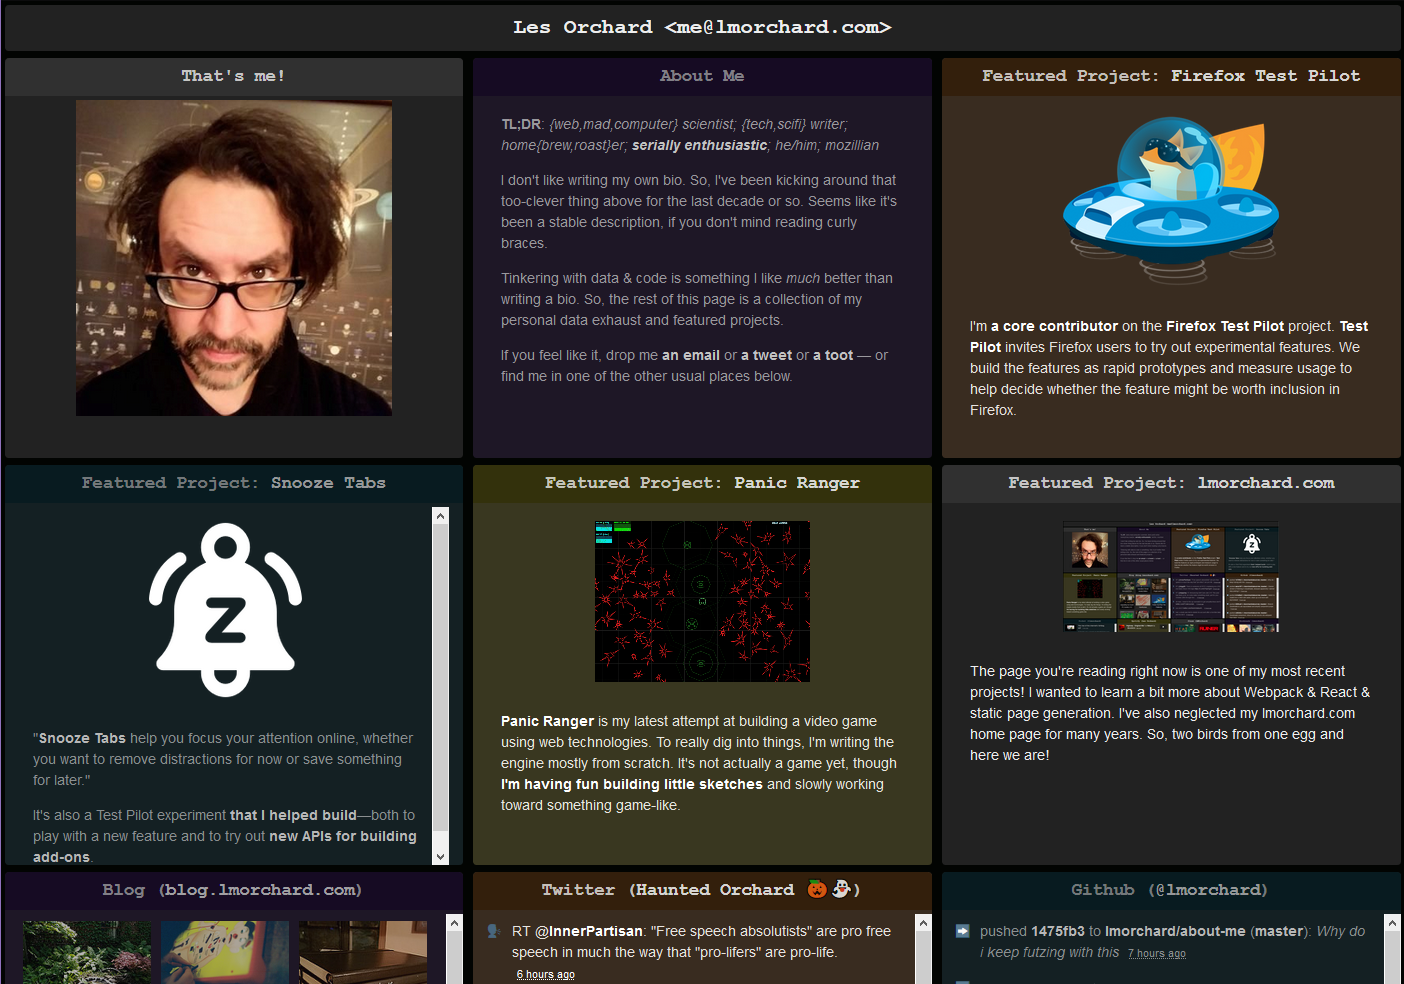 Les Orchard <me@lmorchard.com>
That's me!
About Me
TL;DR: {web,mad,computer} scientist; {tech,scifi} writer;
home{brew,roast}er; serially enthusiastic; he/him; mozillian
I don't like writing my own bio. So, I've been kicking around that
too-clever thing above for the last decade or so. Seems like it's
been a stable description, if you don't mind reading curly
braces.
Tinkering with data & code is something I like much better than
writing a bio. So, the rest of this page is a collection of my
personal data exhaust and featured projects.
If you feel like it, drop me an email or a tweet or a toot — or
find me in one of the other usual places below.
Featured Project: Firefox Test Pilot
I'm a core contributor on the Firefox Test Pilot project. Test
Pilot invites Firefox users to try out experimental features. We
build the features as rapid prototypes and measure usage to
help decide whether the feature might be worth inclusion in
Firefox.
Featured Project: Snooze Tabs
Z
"Snooze Tabs help you focus your attention online, whether
you want to remove distractions for now or save something
for later."
It's also a Test Pilot experiment that I helped build—both to
play with a new feature and to try out new APIs for building
add-ons.
Featured Project: Panic Ranger
Panic Ranger is my latest attempt at building a video game
using web technologies. To really dig into things, I'm writing the
engine mostly from scratch. It's not actually a game yet, though
I'm having fun building little sketches and slowly working
toward something game-like.
Featured Project: lmorchard.com
The page you're reading right now is one of my most recent
projects! I wanted to learn a bit more about Webpack & React &
static page generation. I've also neglected my lmorchard.com
home page for many years. So, two birds from one egg and
here we are!
Blog (blog.lmorchard.com)
Twitter (Haunted Orchard 🎃👻)
RT @InnerPartisan: "Free speech absolutists" are pro free
speech in much the way that "pro-lifers" are pro-life.
6 hours ago
Github (@lmorchard)
pushed 1475fb3 to lmorchard/about-me (master): Why do
i keep futzing with this 7 hours ago